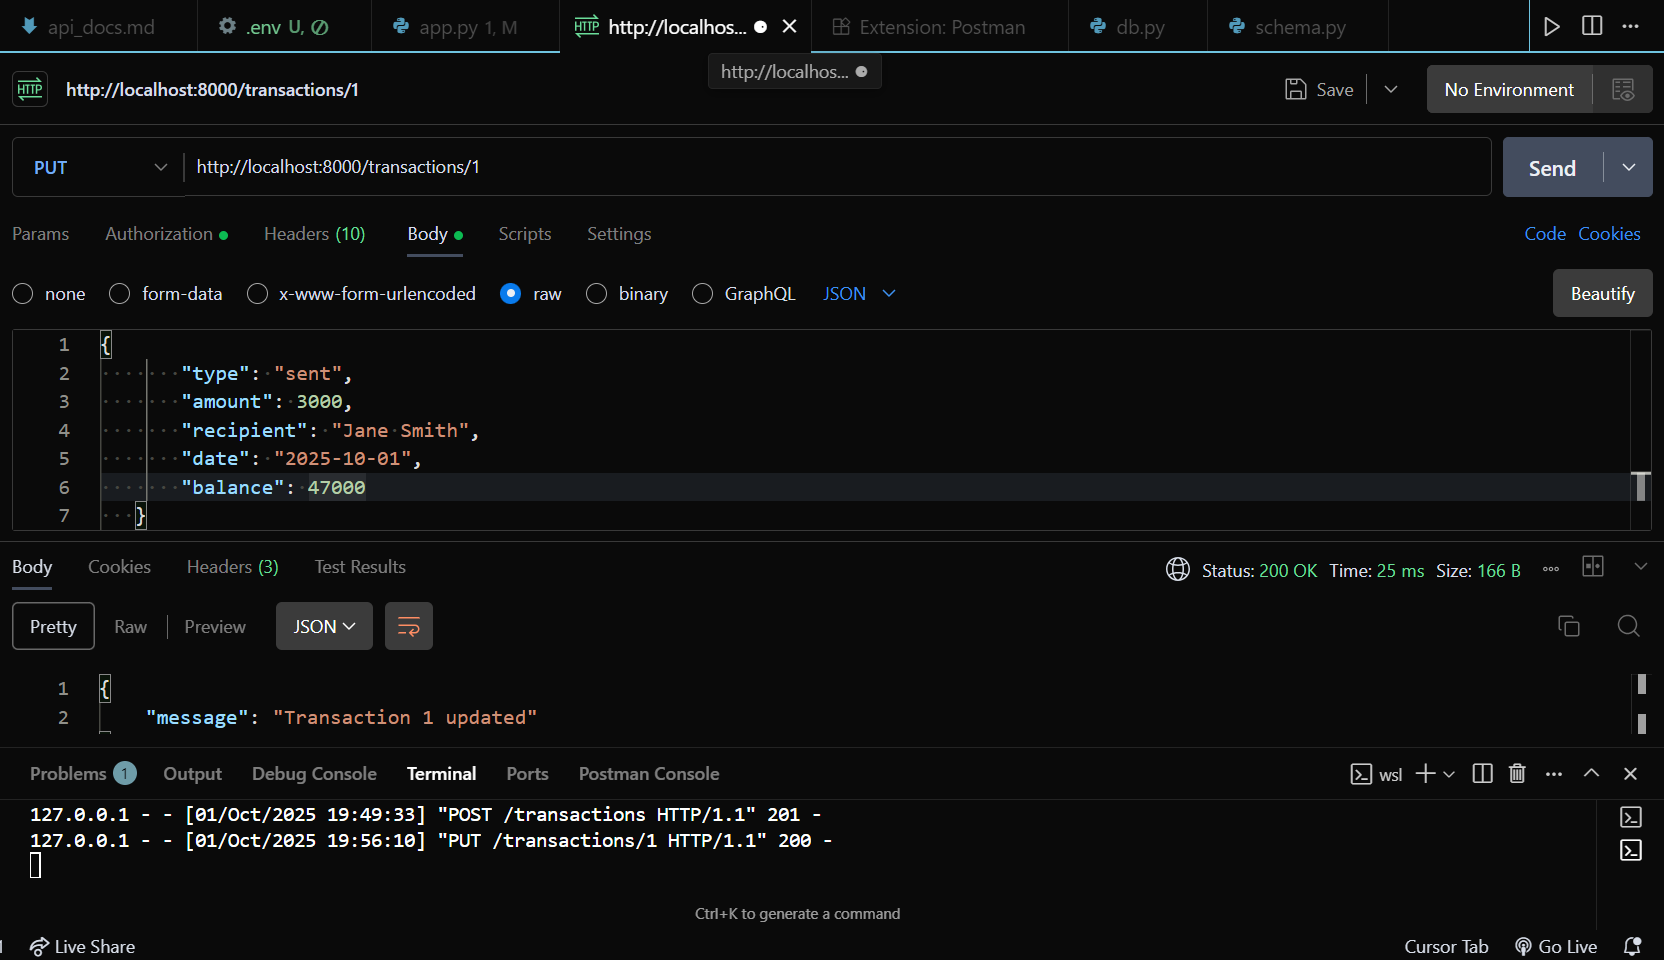 api_docs.md .env U, app.py 1, M HTTP http://localhos... Extension: Postman db.py schema.py ···
http://localhos...
HTTP http://localhost:8000/transactions/1 Save No Environment
PUT http://localhost:8000/transactions/1 Send
Params Authorization Headers (10) Body Scripts Settings Code Cookies
none form-data x-www-form-urlencoded raw binary GraphQL JSON Beautify
1 {
2 "type": "sent",
3 "amount": 3000,
4 "recipient": "Jane Smith",
5 "date": "2025-10-01",
6 "balance": 47000
7 }
Body Cookies Headers (3) Test Results Status: 200 OK Time: 25 ms Size: 166 B
Pretty Raw Preview JSON
1 {
2 "message": "Transaction 1 updated"
Problems 1 Output Debug Console Terminal Ports Postman Console wsl
127.0.0.1 - - [01/Oct/2025 19:49:33] "POST /transactions HTTP/1.1" 201 -
127.0.0.1 - - [01/Oct/2025 19:56:10] "PUT /transactions/1 HTTP/1.1" 200 -
Ctrl+K to generate a command
Live Share Cursor Tab Go Live